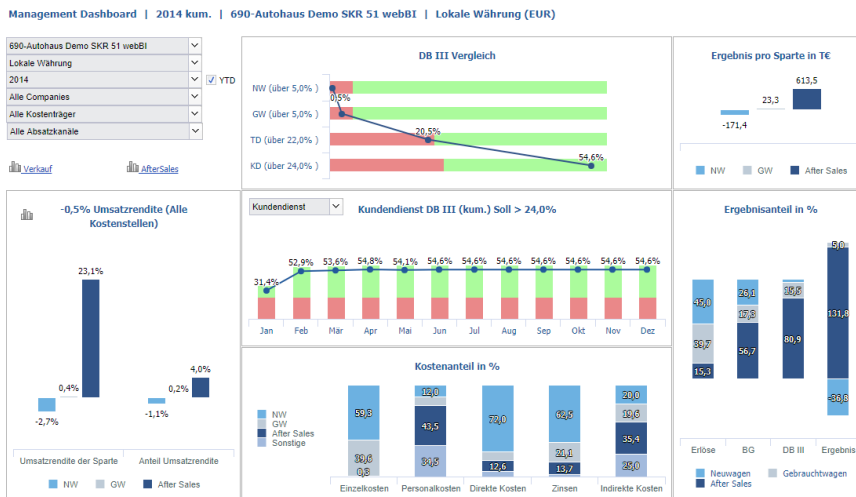 Management Dashboard | 2014 kum. | 690-Autohaus Demo SKR 51 webBI | Lokale Währung (EUR)
690-Autohaus Demo SKR 51 webBI
Lokale Währung
2014
YTD
Alle Companies
Alle Kostenträger
Alle Absatzkanäle
Verkauf
AfterSales
DB III Vergleich
NW (über 5,0% )
GW (über 5,0% )
TD (über 22,0% )
KD (über 24,0% )
0,5%
20,5%
54,6%
Ergebnis pro Sparte in T€
-171,4
23,3
613,5
NW GW After Sales
-0,5% Umsatzrendite (Alle
Kostenstellen)
-2,7%
0,4%
23,1%
-1,1%
0,2%
4,0%
Umsatzrendite der Sparte Anteil Umsatzrendite
NW GW After Sales
Kundendienst
Kundendienst DB III (kum.) Soll > 24,0%
31,4% 52,9% 53,6% 54,8% 54,1% 54,6% 54,6% 54,6% 54,6% 54,6% 54,6% 54,6%
Jan Feb Mär Apr Mai Jun Jul Aug Sep Okt Nov Dez
Kostenanteil in %
NW
GW
After Sales
Sonstige
59,3
39,6
0,3
12,0
43,5
34,5
72,0
12,6
62,5
21,1
13,7
20,0
19,6
35,4
25,0
Einzelkosten Personalkosten Direkte Kosten Zinsen Indirekte Kosten
Ergebnisanteil in %
45,0
39,7
15,3
26,1
17,3
56,7
15,5
80,9
5,0
131,8
-36,8
Erlöse BG DB III Ergebnis
Neuwagen Gebrauchtwagen
After Sales